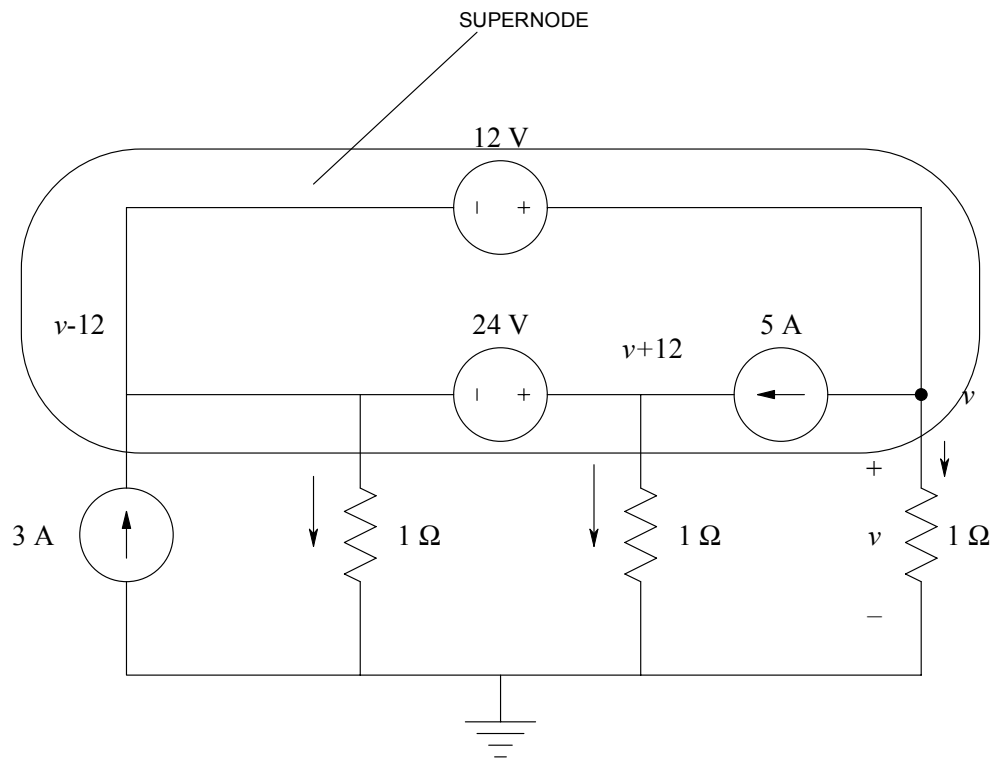 SUPERNODE
12 V
− +
v-12
24 V
v+12
5 A
− +
v
+
3 A
1 Ω
1 Ω
v
1 Ω
−